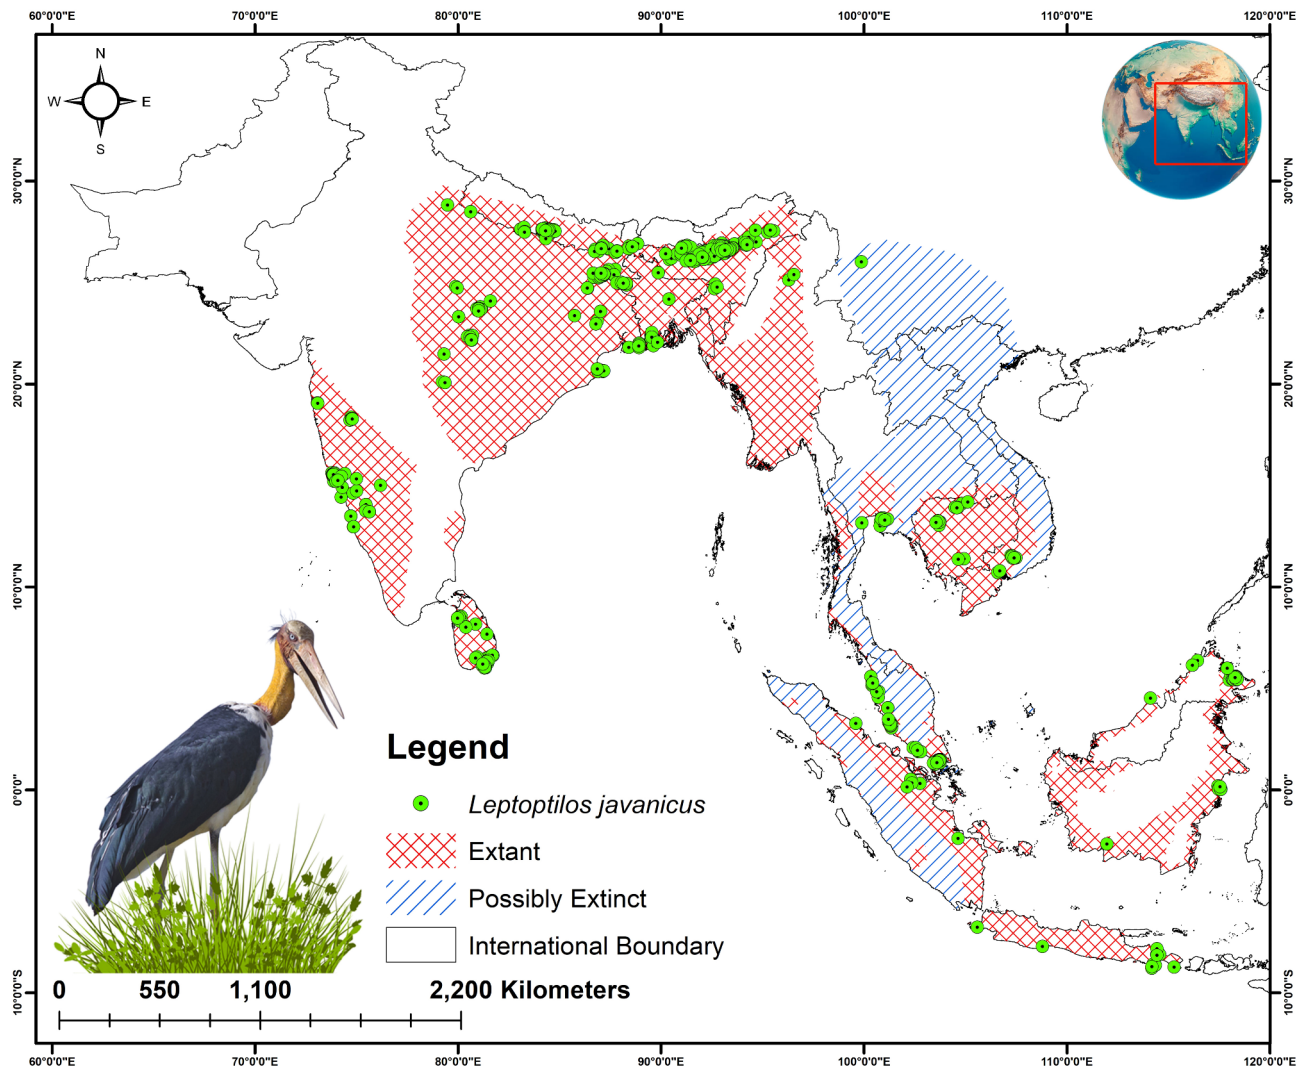 60°0'0"E 70°0'0"E 80°0'0"E 90°0'0"E 100°0'0"E 110°0'0"E 120°0'0"E
N
W E
S
30°0'0"N 30°0'0"N
20°0'0"N 20°0'0"N
10°0'0"N 10°0'0"N
Legend
0°0'0" 0°0'0"
Leptoptilos javanicus
Extant
Possibly Extinct
International Boundary
0 550 1,100 2,200 Kilometers
10°0'0"S 10°0'0"S
60°0'0"E 70°0'0"E 80°0'0"E 90°0'0"E 100°0'0"E 110°0'0"E 120°0'0"E